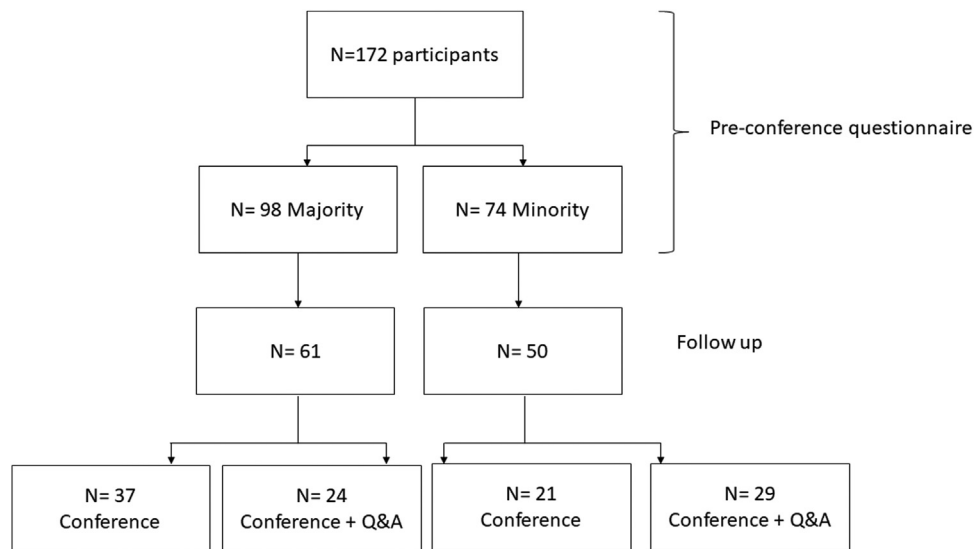 N=172 participants
Pre-conference questionnaire
N= 98 Majority
N= 74 Minority
N= 61
N= 50
Follow up
N= 37
Conference
N= 24
Conference + Q&A
N= 21
Conference
N= 29
Conference + Q&A